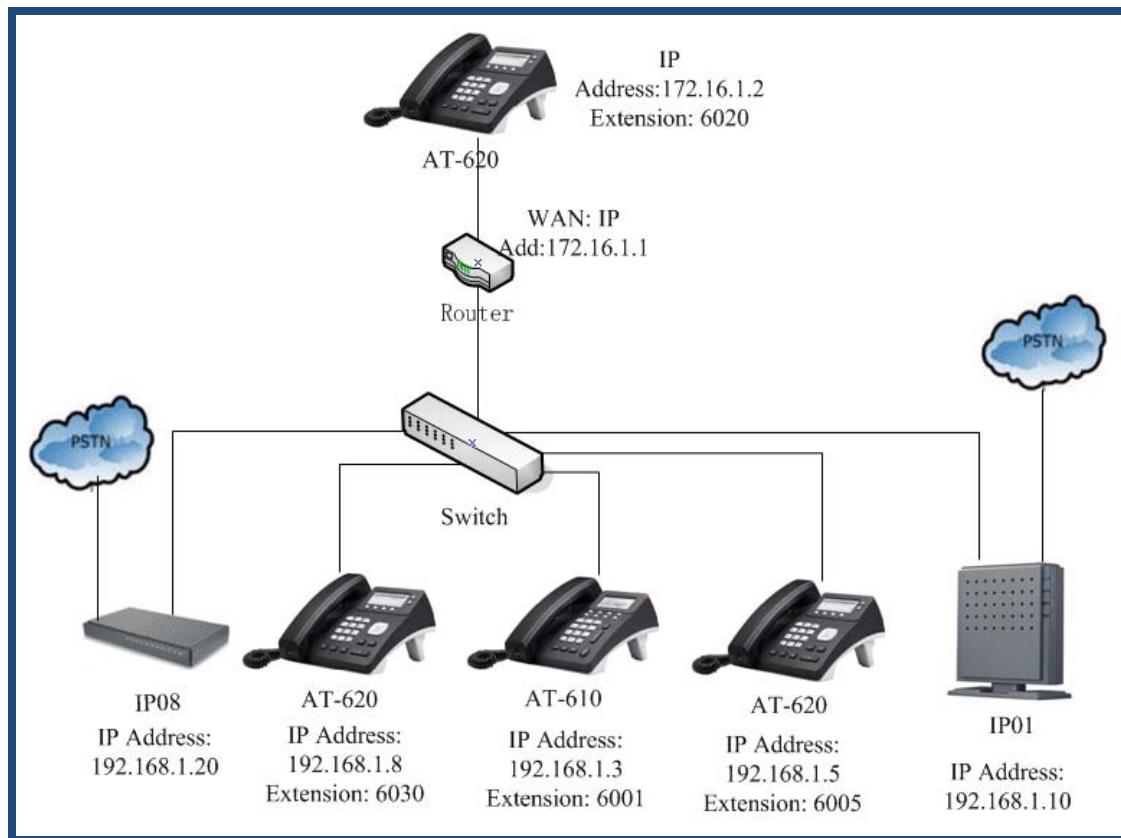 IP
Address:172.16.1.2
Extension: 6020
AT-620
WAN: IP
Add:172.16.1.1
Router
PSTN
PSTN
Switch
IP08
IP Address:
192.168.1.20
AT-620
IP Address:
192.168.1.8
Extension: 6030
AT-610
IP Address:
192.168.1.3
Extension: 6001
AT-620
IP Address:
192.168.1.5
Extension: 6005
IP01
IP Address:
192.168.1.10